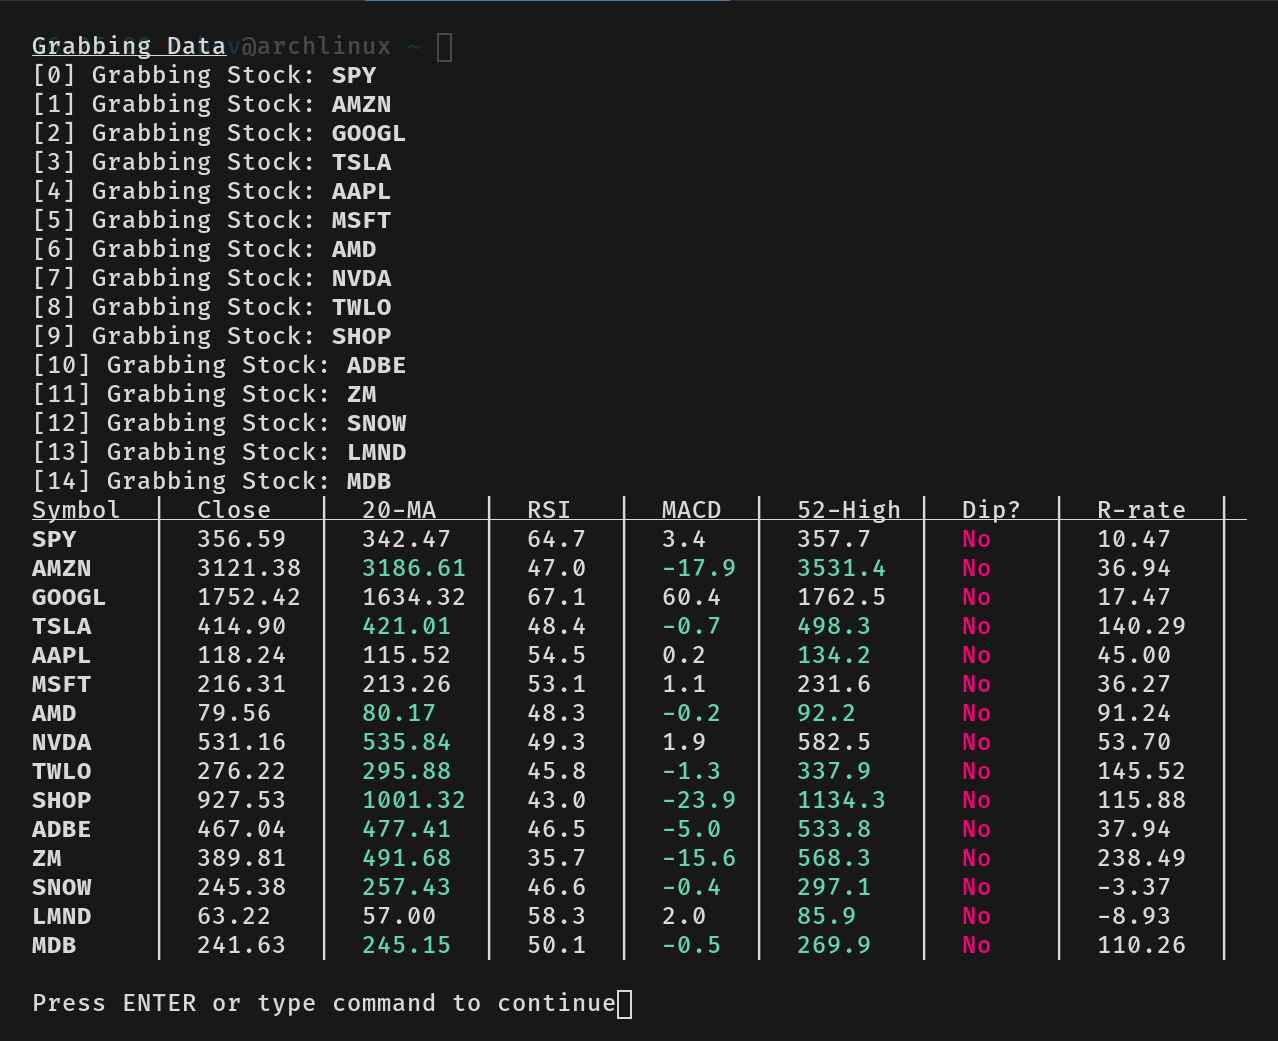 Grabbing Data v@archlinux ~
[0] Grabbing Stock: SPY
[1] Grabbing Stock: AMZN
[2] Grabbing Stock: GOOGL
[3] Grabbing Stock: TSLA
[4] Grabbing Stock: AAPL
[5] Grabbing Stock: MSFT
[6] Grabbing Stock: AMD
[7] Grabbing Stock: NVDA
[8] Grabbing Stock: TWLO
[9] Grabbing Stock: SHOP
[10] Grabbing Stock: ADBE
[11] Grabbing Stock: ZM
[12] Grabbing Stock: SNOW
[13] Grabbing Stock: LMND
[14] Grabbing Stock: MDB
Symbol | Close | 20-MA | RSI | MACD | 52-High | Dip? | R-rate |
SPY | 356.59 | 342.47 | 64.7 | 3.4 | 357.7 | No | 10.47 |
AMZN | 3121.38 | 3186.61 | 47.0 | -17.9 | 3531.4 | No | 36.94 |
GOOGL | 1752.42 | 1634.32 | 67.1 | 60.4 | 1762.5 | No | 17.47 |
TSLA | 414.90 | 421.01 | 48.4 | -0.7 | 498.3 | No | 140.29 |
AAPL | 118.24 | 115.52 | 54.5 | 0.2 | 134.2 | No | 45.00 |
MSFT | 216.31 | 213.26 | 53.1 | 1.1 | 231.6 | No | 36.27 |
AMD | 79.56 | 80.17 | 48.3 | -0.2 | 92.2 | No | 91.24 |
NVDA | 531.16 | 535.84 | 49.3 | 1.9 | 582.5 | No | 53.70 |
TWLO | 276.22 | 295.88 | 45.8 | -1.3 | 337.9 | No | 145.52 |
SHOP | 927.53 | 1001.32 | 43.0 | -23.9 | 1134.3 | No | 115.88 |
ADBE | 467.04 | 477.41 | 46.5 | -5.0 | 533.8 | No | 37.94 |
ZM | 389.81 | 491.68 | 35.7 | -15.6 | 568.3 | No | 238.49 |
SNOW | 245.38 | 257.43 | 46.6 | -0.4 | 297.1 | No | -3.37 |
LMND | 63.22 | 57.00 | 58.3 | 2.0 | 85.9 | No | -8.93 |
MDB | 241.63 | 245.15 | 50.1 | -0.5 | 269.9 | No | 110.26 |
Press ENTER or type command to continue